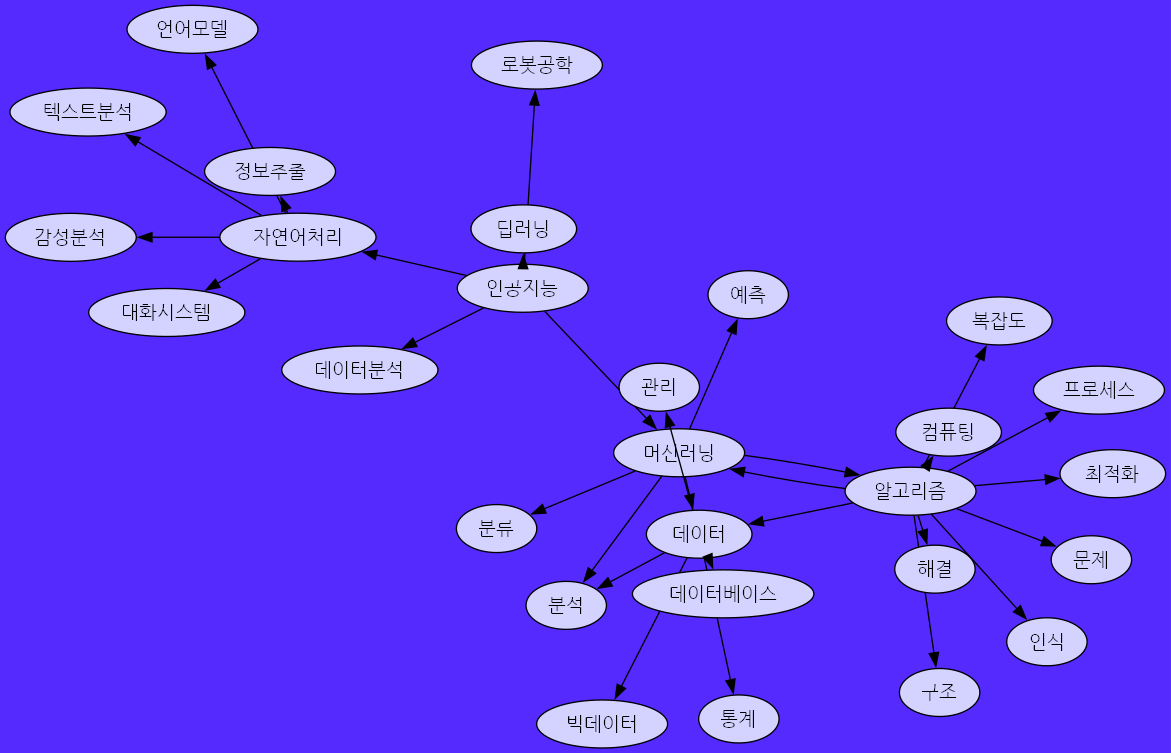 언어모델
로봇공학
텍스트분석
정보추출
딥러닝
감성분석
자연어처리
인공지능
예측
대화시스템
복잡도
데이터분석
관리
프로세스
컴퓨팅
머신러닝
최적화
알고리즘
분류
데이터
문제
해결
데이터베이스
분석
인식
구조
통계
빅데이터